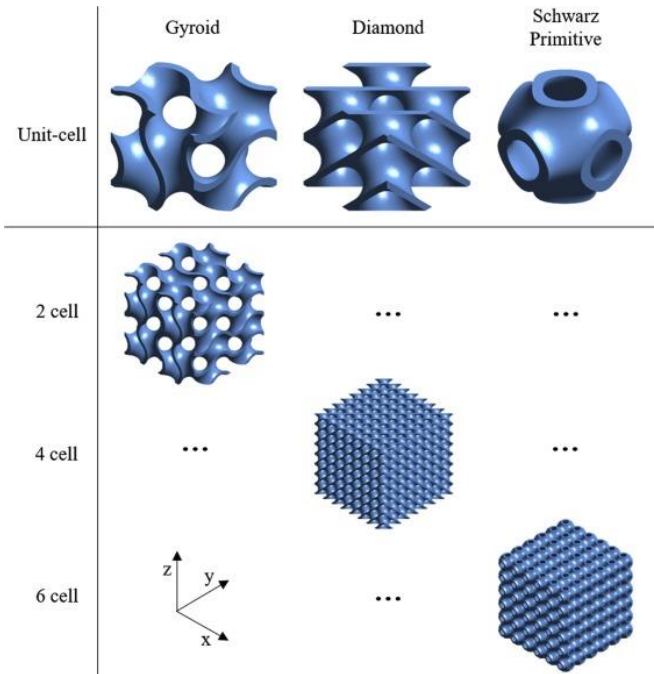 Gyroid
Diamond
Schwarz
Primitive
Unit-cell
2 cell
...
...
4 cell
...
...
6 cell
z
y
x
...